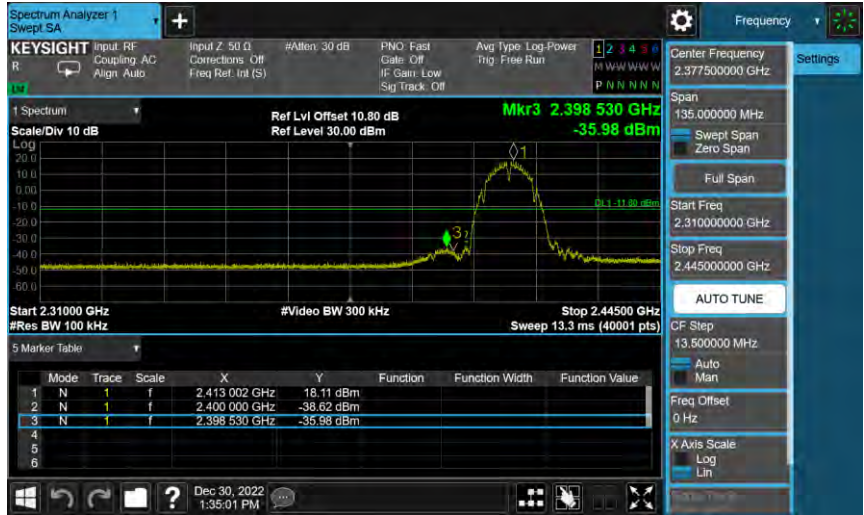 Spectrum Analyzer 1
Swept SA
+
Frequency
KEYSIGHT
R
Input: RF
Coupling: AC
Align: Auto
Input Z: 50 Ω
Corrections: Off
Freq Ref: Int (S)
#Atten: 30 dB
PNO: Fast
Gate: Off
IF Gain: Low
Sig Track: Off
Avg Type: Log-Power
Trig: Free Run
1 2 3 4 5 6
M W W W W W
P N N N N N
1 Spectrum
Scale/Div 10 dB
Ref Lvl Offset 10.80 dB
Ref Level 30.00 dBm
Mkr3 2.398 530 GHz
-35.98 dBm
Log
20.0
10.0
0.00
-10.0
-20.0
-30.0
-40.0
-50.0
-60.0
1
3
DL1 -11.89 dBm
Start 2.31000 GHz
#Res BW 100 kHz
#Video BW 300 kHz
Stop 2.44500 GHz
Sweep 13.3 ms (40001 pts)
5 Marker Table
Mode Trace Scale X Y Function Function Width Function Value
1 N 1 f 2.413 002 GHz 18.11 dBm
2 N 1 f 2.400 000 GHz -38.62 dBm
3 N 1 f 2.398 530 GHz -35.98 dBm
4
5
6
?
Dec 30, 2022
1:35:01 PM
Center Frequency
2.377500000 GHz
Settings
Span
135.000000 MHz
Swept Span
Zero Span
Full Span
Start Freq
2.310000000 GHz
Stop Freq
2.445000000 GHz
AUTO TUNE
CF Step
13.500000 MHz
Auto
Man
Freq Offset
0 Hz
X Axis Scale
Log
Lin